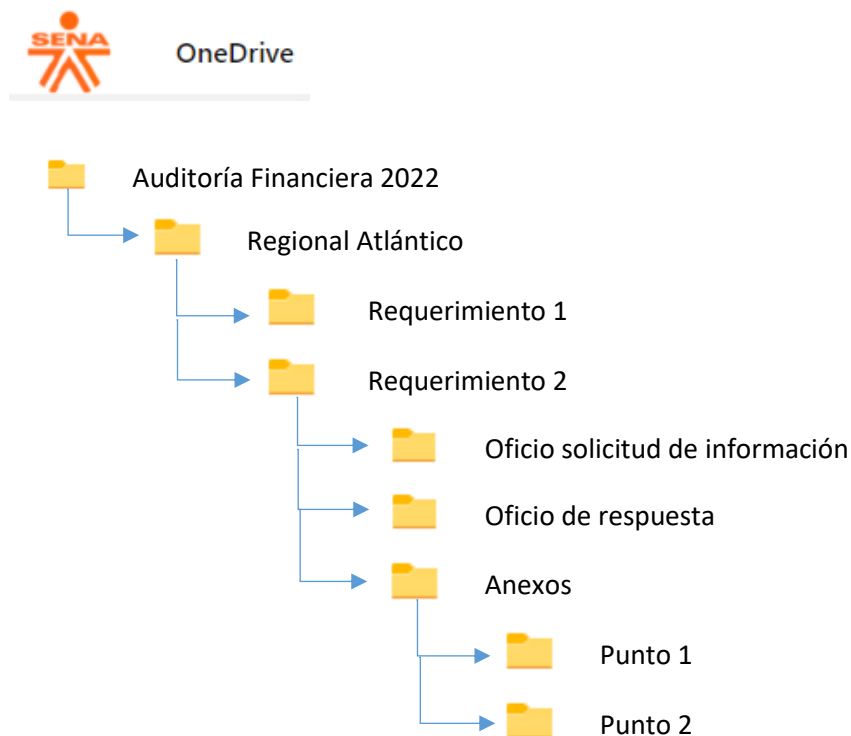 SENA
OneDrive
Auditoría Financiera 2022
Regional Atlántico
Requerimiento 1
Requerimiento 2
Oficio solicitud de información
Oficio de respuesta
Anexos
Punto 1
Punto 2